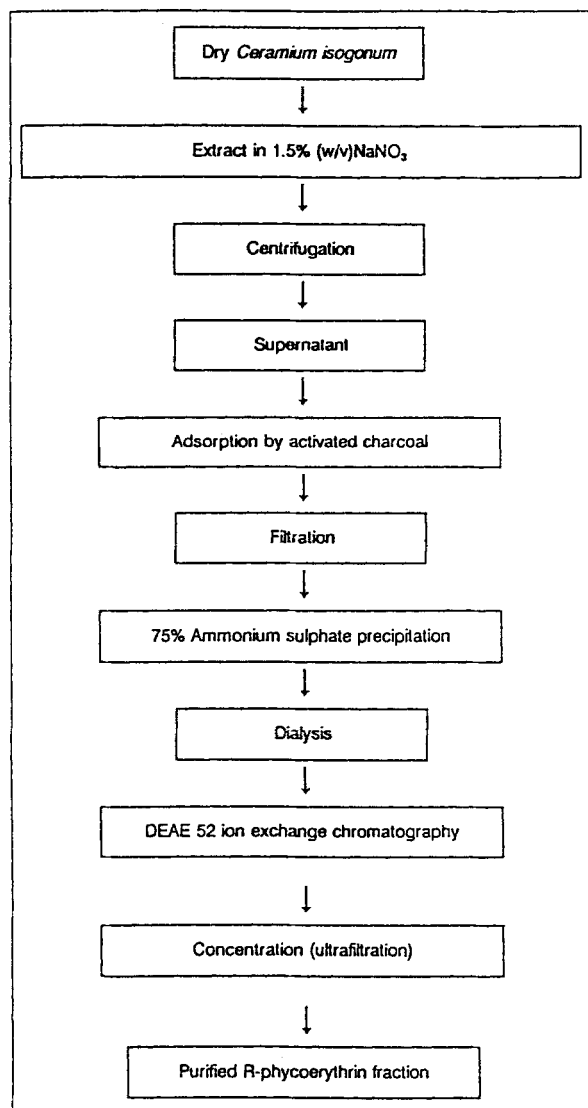 Dry Ceramium isogonum
Extract in 1.5% (w/v)NaNO₃
Centrifugation
Supernatant
Adsorption by activated charcoal
Filtration
75% Ammonium sulphate precipitation
Dialysis
DEAE 52 ion exchange chromatography
Concentration (ultrafiltration)
Purified R-phycoerythrin fraction